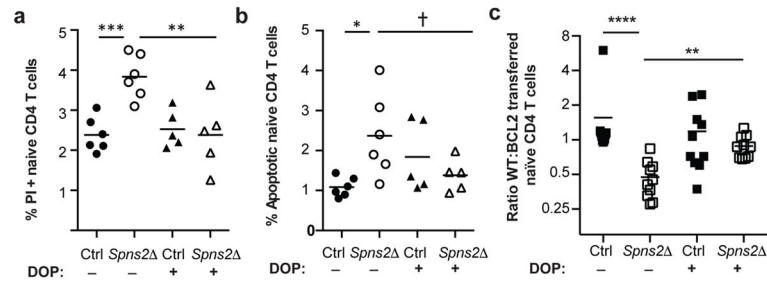 a
b
c
% PI + naive CD4 T cells
5
4
3
2
1
***
**
Ctrl Spns2Δ Ctrl Spns2Δ
DOP: – – + +
% Apoptotic naive CD4 T cells
5
4
3
2
1
0
*
†
Ctrl Spns2Δ Ctrl Spns2Δ
DOP: – – + +
Ratio WT:BCL2 transferred
naïve CD4 T cells
8
4
2
1
0.5
0.25
****
**
Ctrl Spns2Δ Ctrl Spns2Δ
DOP: – – + +